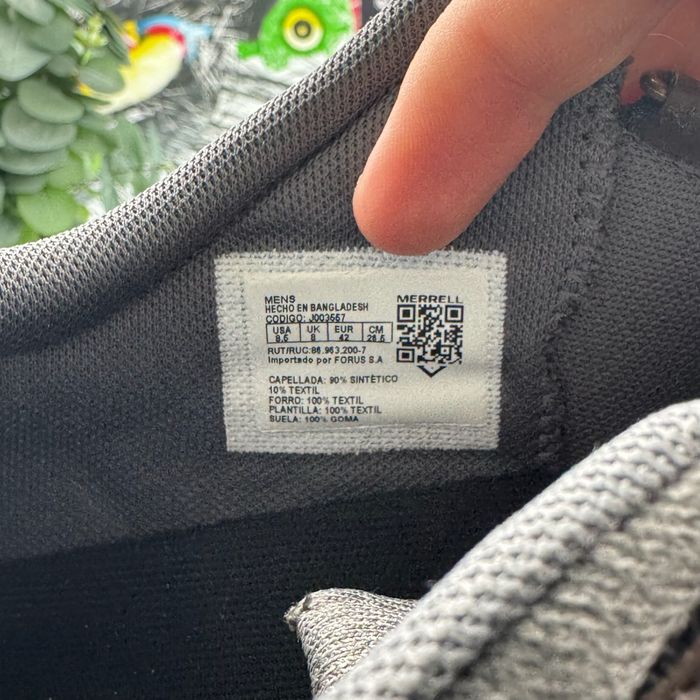 MENS
HECHO EN BANGLADESH
CODIGO: J003557
MERRELL
USA UK EUR CM
8.5 8 42 26.5
RUT/RUC:86.963.200-7
Importado por FORUS S.A
CAPELLADA: 90% SINTÉTICO
10% TEXTIL
FORRO: 100% TEXTIL
PLANTILLA: 100% TEXTIL
SUELA: 100% GOMA